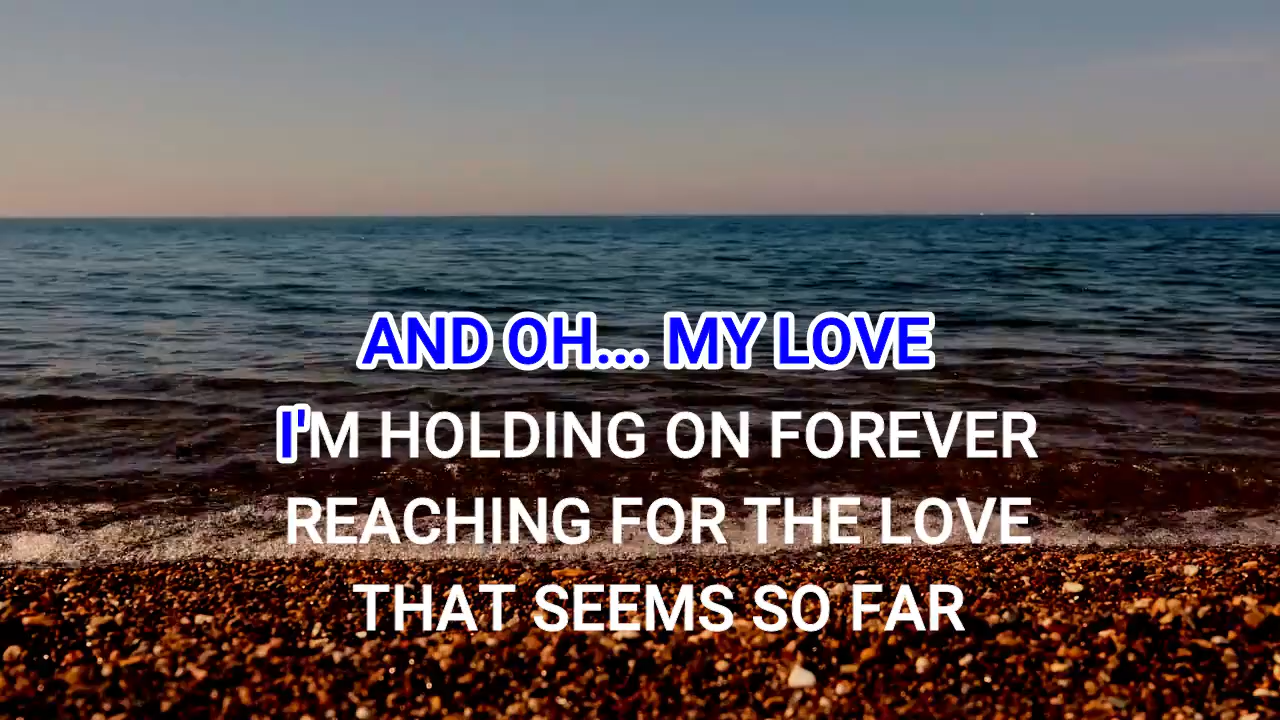 AND OH... MY LOVE
I'M HOLDING ON FOREVER
REACHING FOR THE LOVE
THAT SEEMS SO FAR